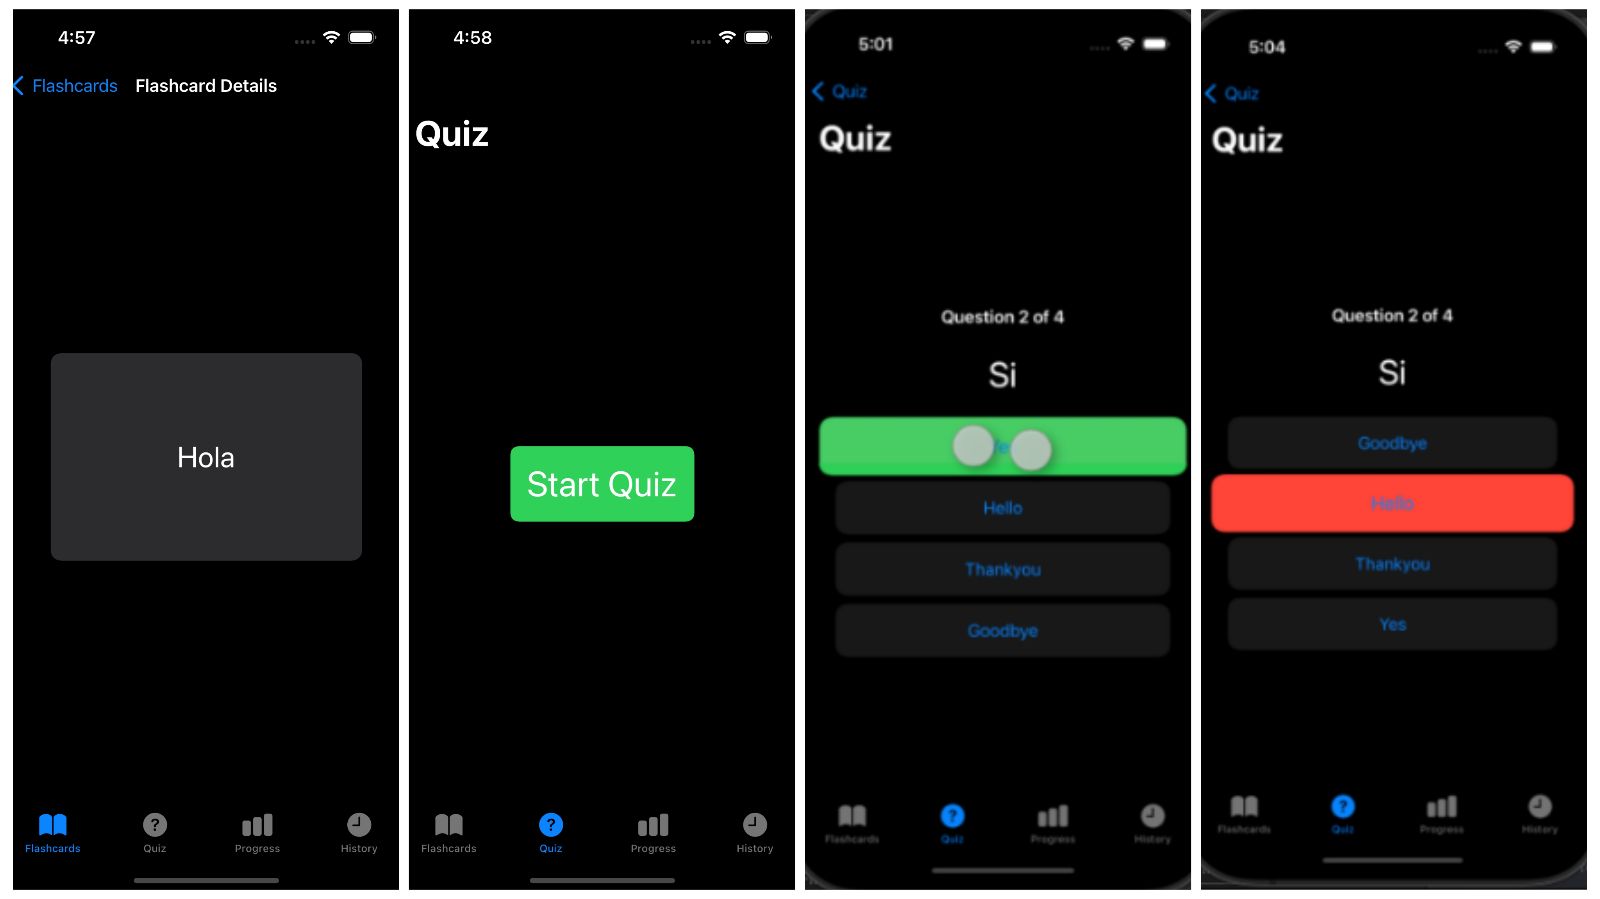 4:57
Flashcards Flashcard Details
Hola
Flashcards Quiz Progress History
4:58
Quiz
Start Quiz
Flashcards Quiz Progress History
5:01
Quiz
Quiz
Question 2 of 4
Si
Hello
Thankyou
Goodbye
Flashcards Quiz Progress History
5:04
Quiz
Quiz
Question 2 of 4
Si
Goodbye
Hello
Thankyou
Yes
Flashcards Quiz Progress History